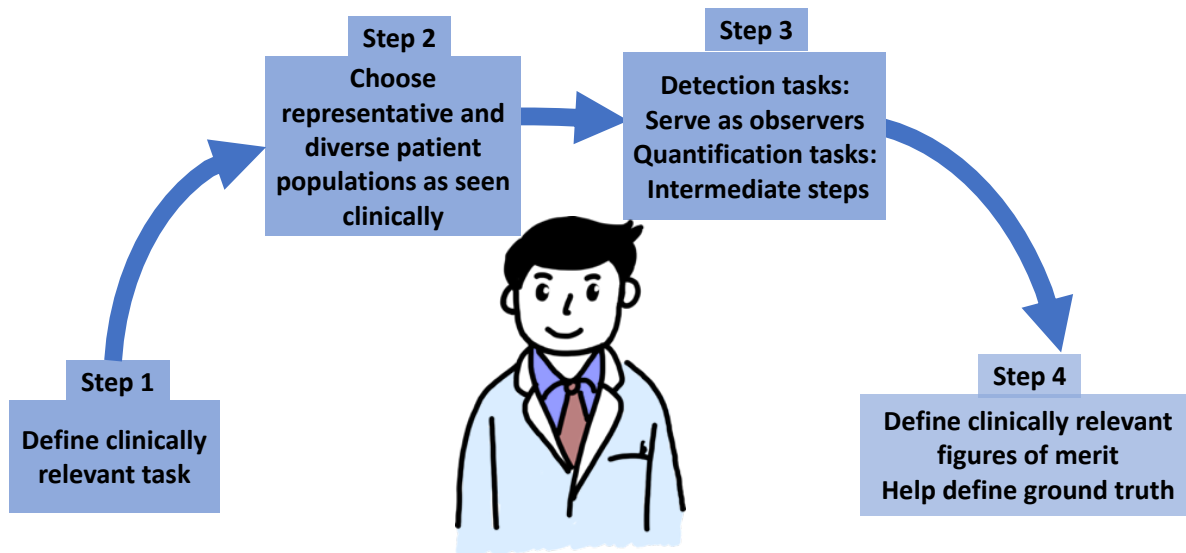 Step 1
Define clinically
relevant task
Step 2
Choose
representative and
diverse patient
populations as seen
clinically
Step 3
Detection tasks:
Serve as observers
Quantification tasks:
Intermediate steps
Step 4
Define clinically relevant
figures of merit
Help define ground truth